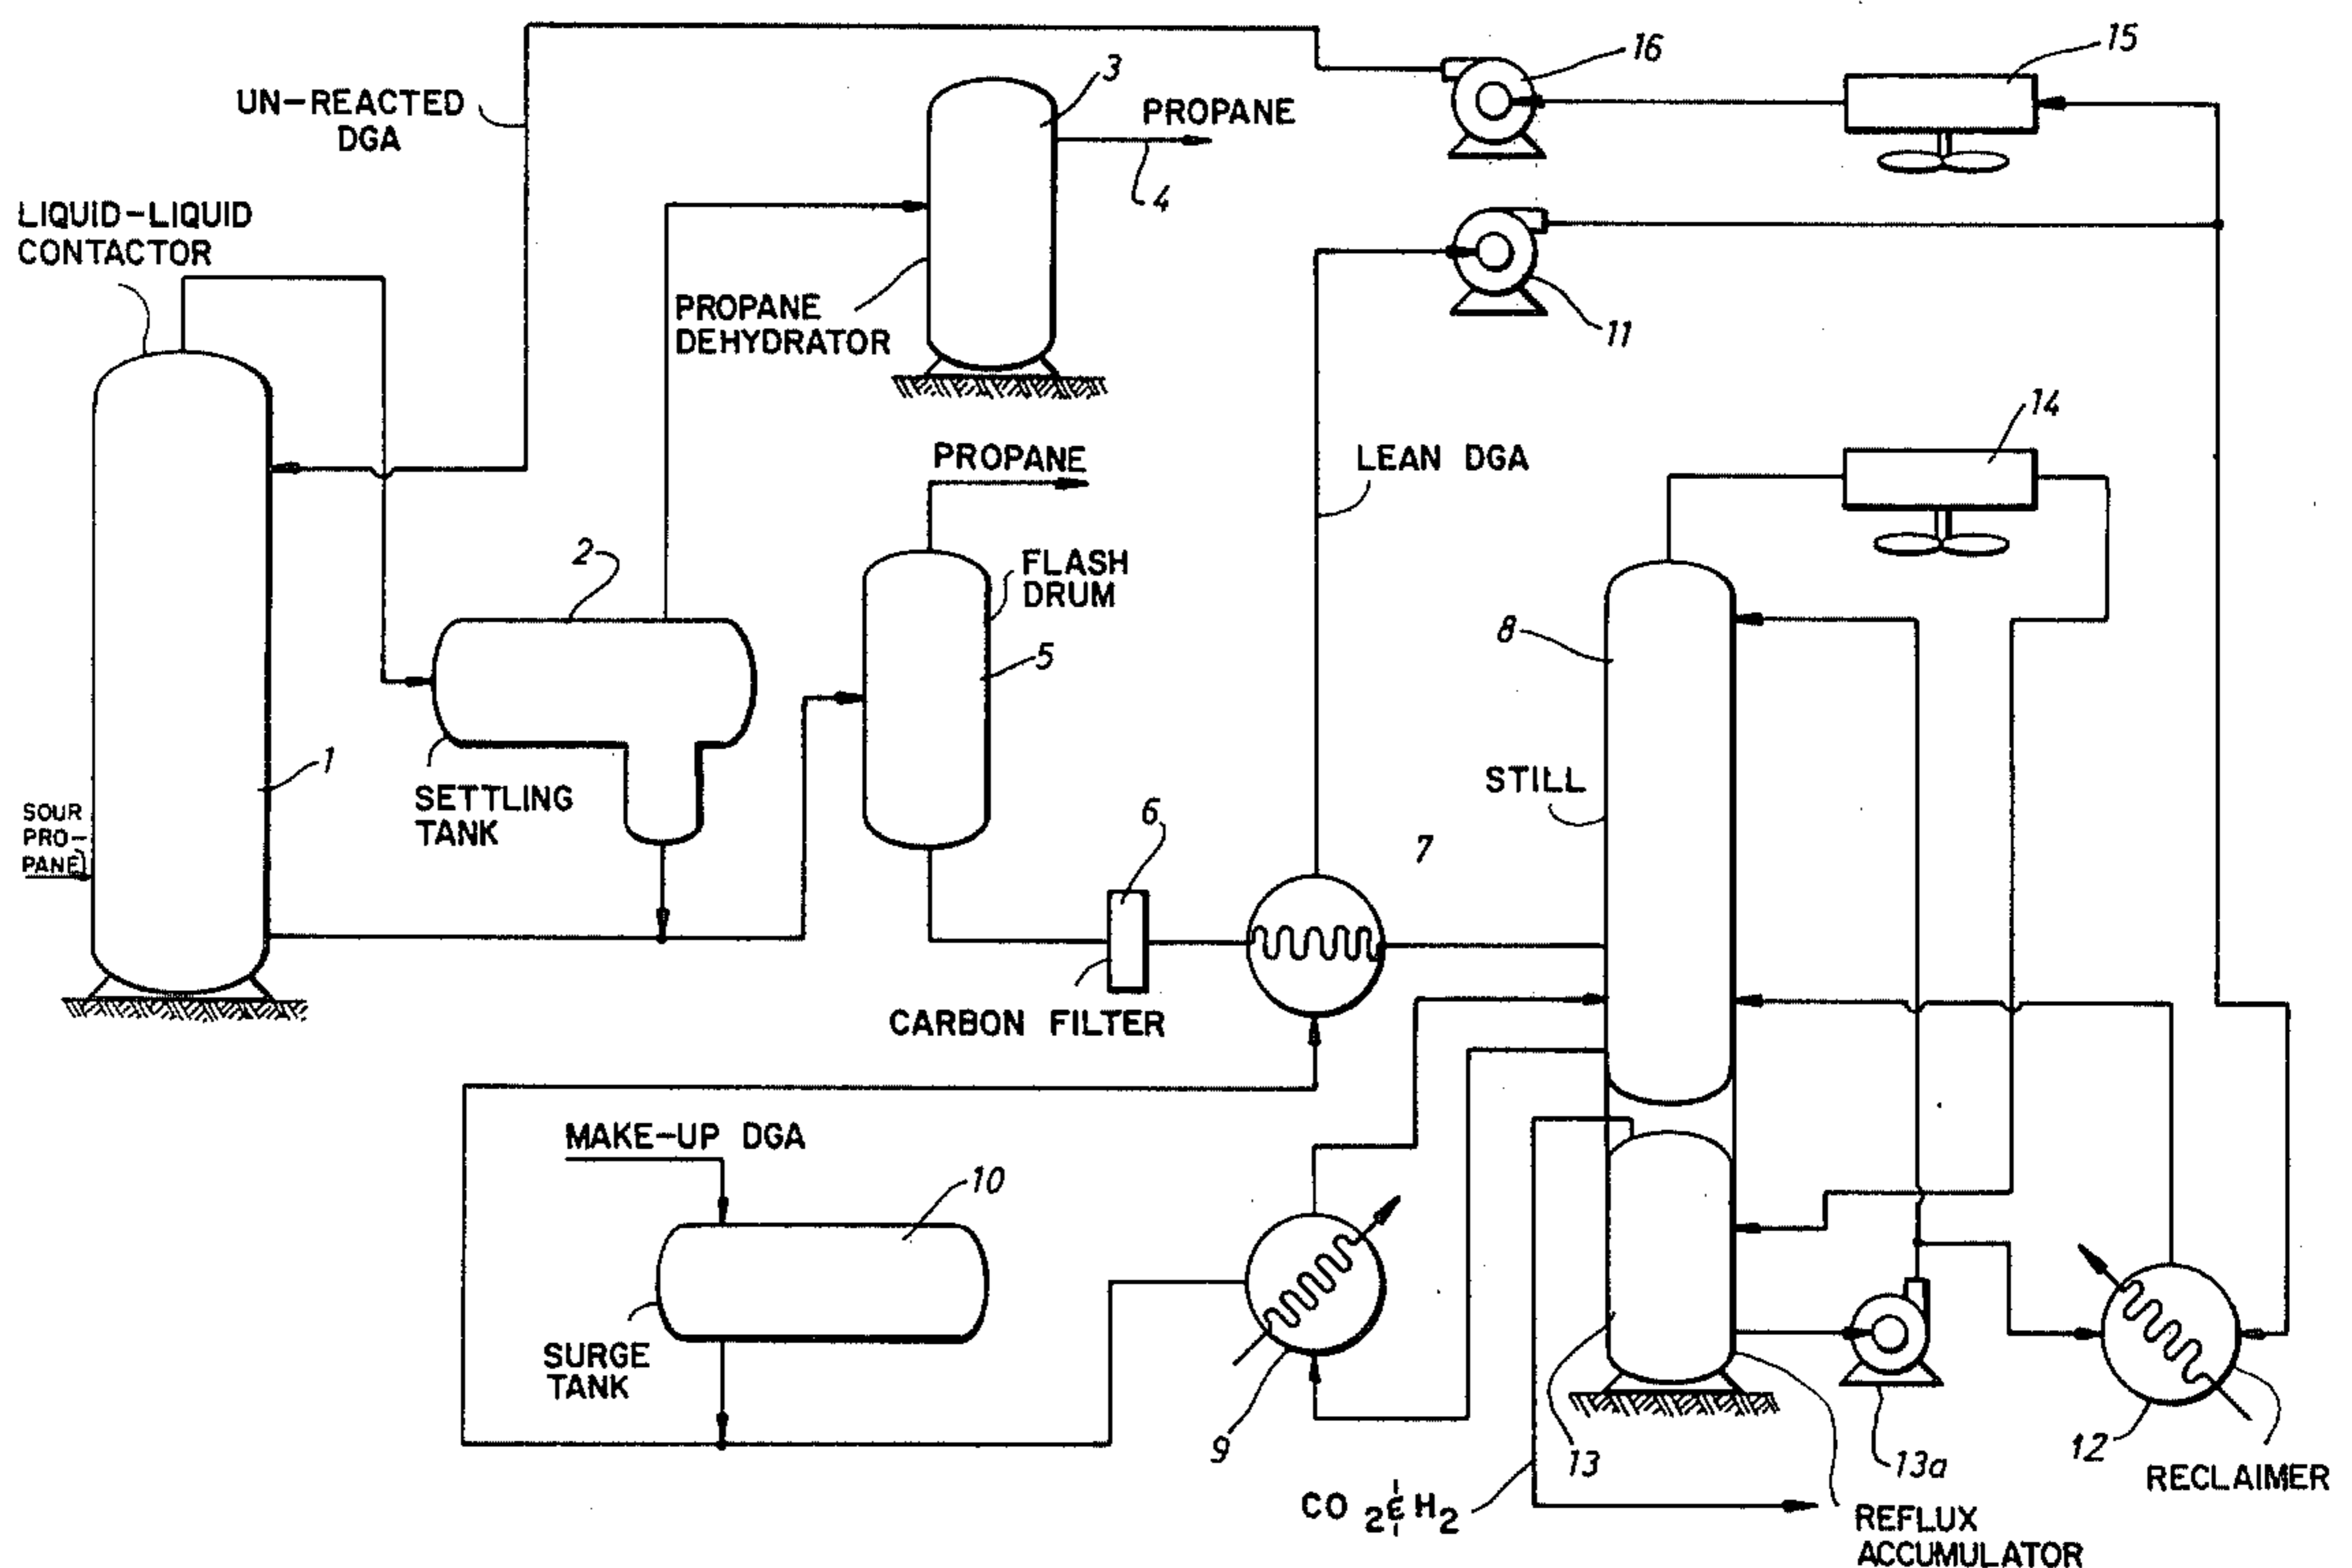 15
16
3
UN-REACTED
DGA
PROPANE
4
LIQUID-LIQUID
CONTACTOR
PROPANE
DEHYDRATOR
11
14
PROPANE
LEAN DGA
2
FLASH
DRUM
8
5
1
SETTLING
TANK
STILL
SOUR
PRO-
PANE
6
7
CARBON FILTER
MAKE-UP DGA
10
SURGE
TANK
9
13
13a
12
RECLAIMER
CO 2 & H2
REFLUX
ACCUMULATOR